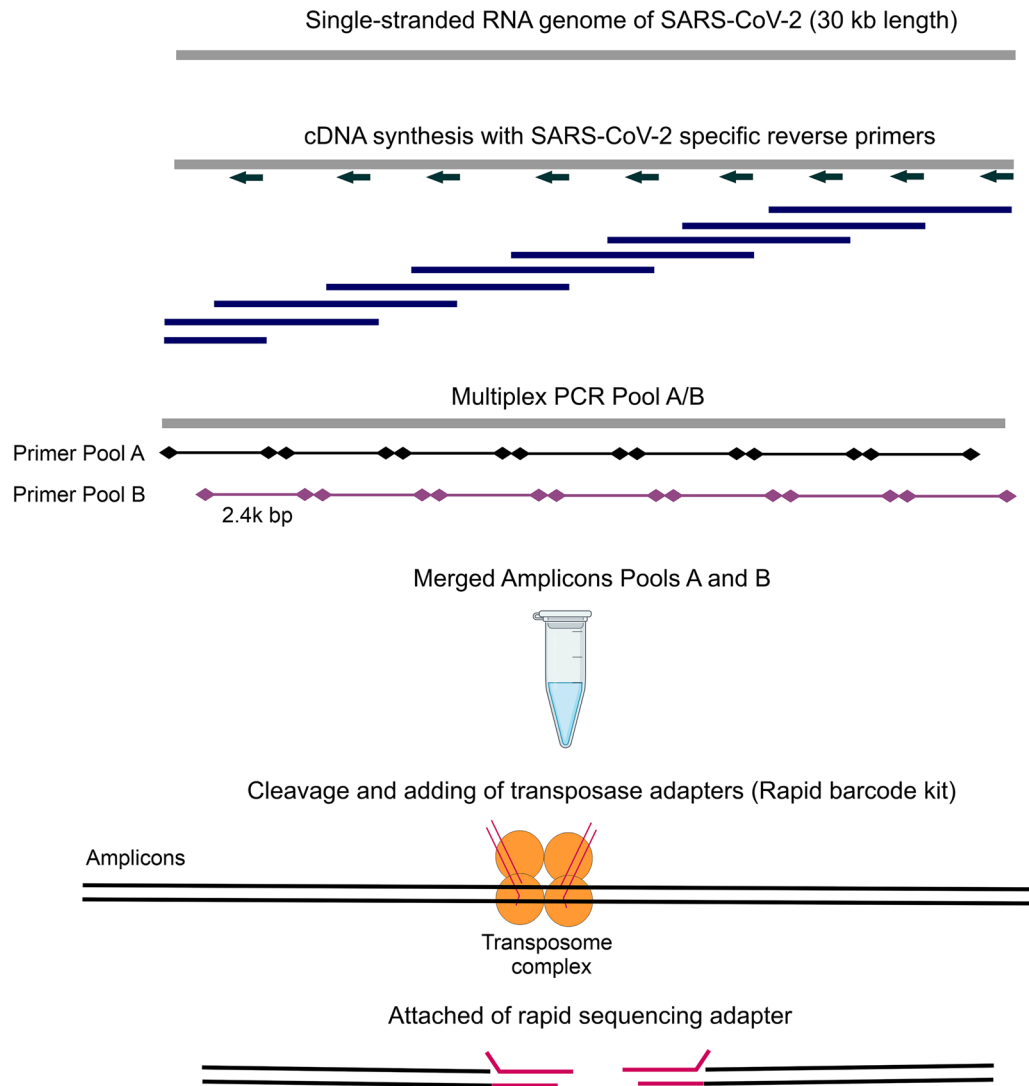 Single-stranded RNA genome of SARS-CoV-2 (30 kb length)
cDNA synthesis with SARS-CoV-2 specific reverse primers
Multiplex PCR Pool A/B
Primer Pool A
Primer Pool B
2.4k bp
Merged Amplicons Pools A and B
Cleavage and adding of transposase adapters (Rapid barcode kit)
Amplicons
Transposome
complex
Attached of rapid sequencing adapter